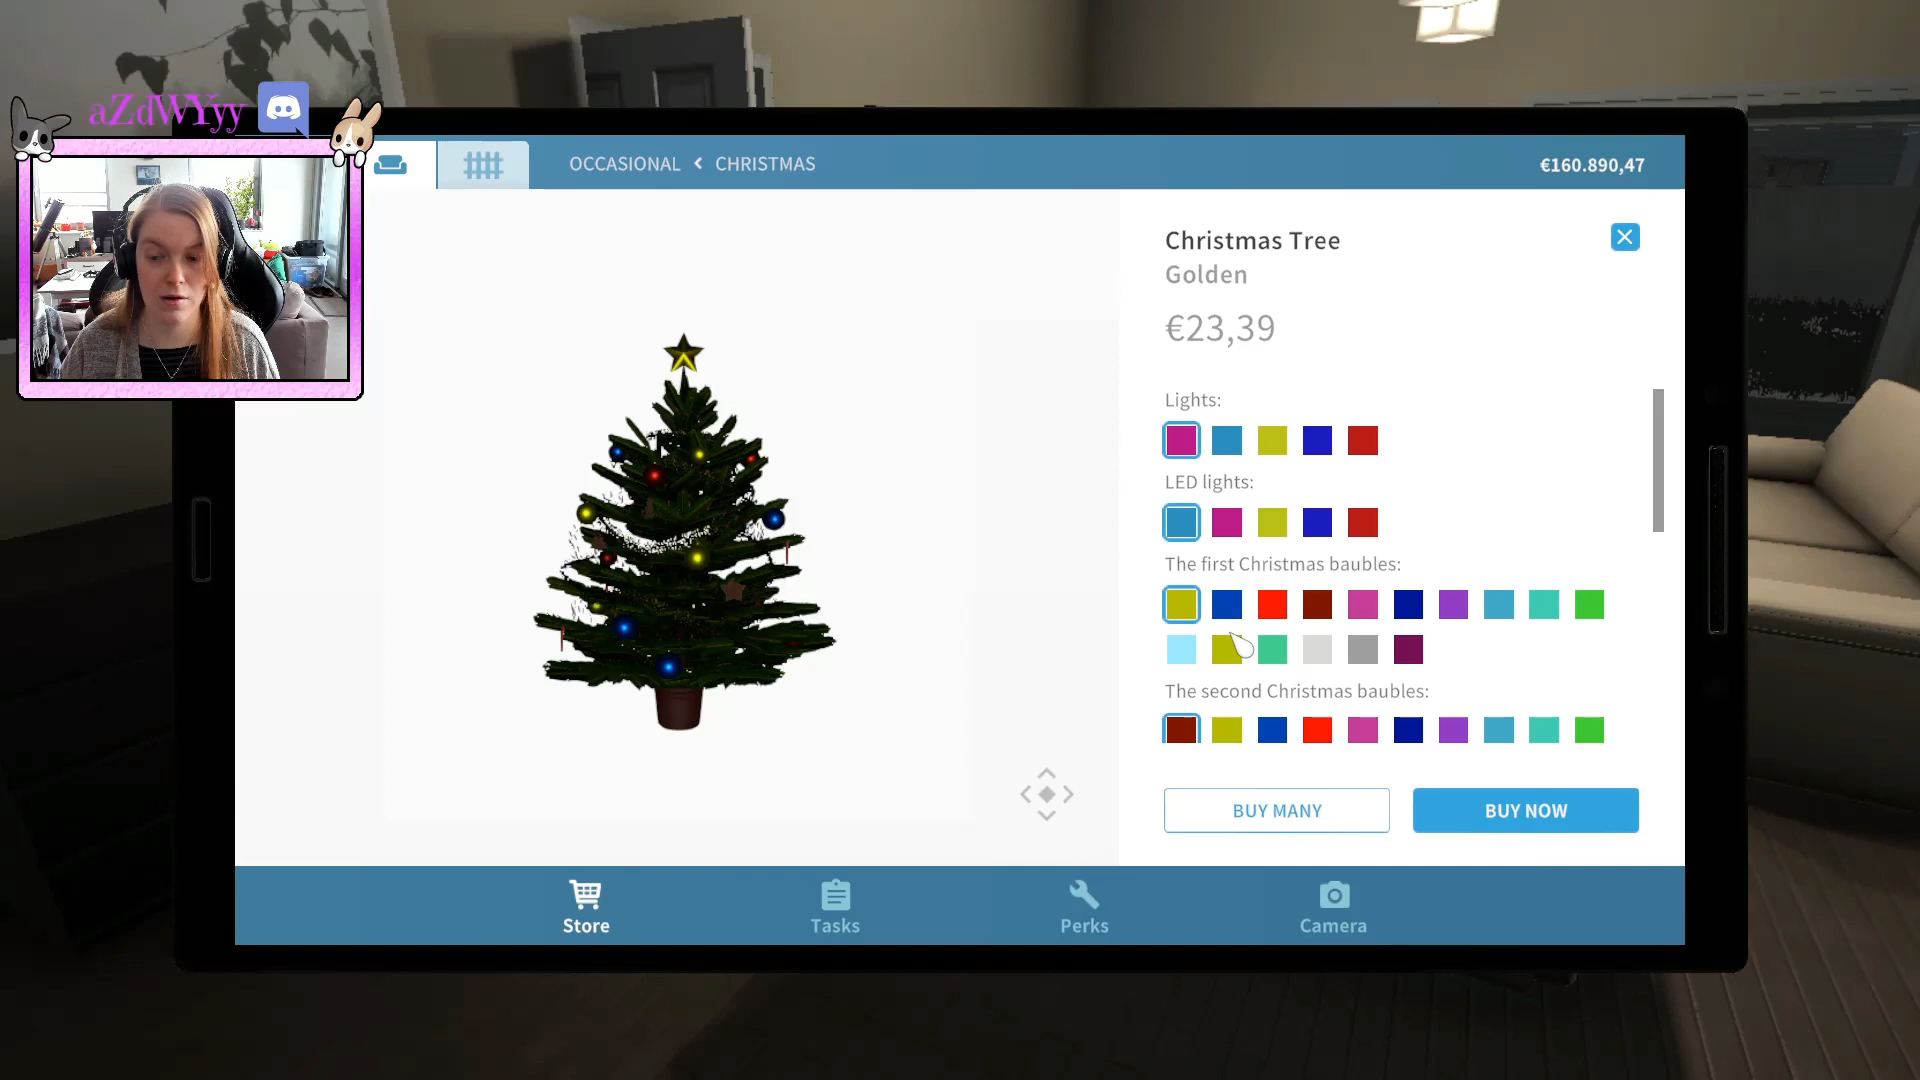 aZdWYyy
OCCASIONAL < CHRISTMAS
€160.890,47
Christmas Tree
Golden
€23,39
Lights:
LED lights:
The first Christmas baubles:
The second Christmas baubles:
BUY MANY
BUY NOW
Store
Tasks
Perks
Camera